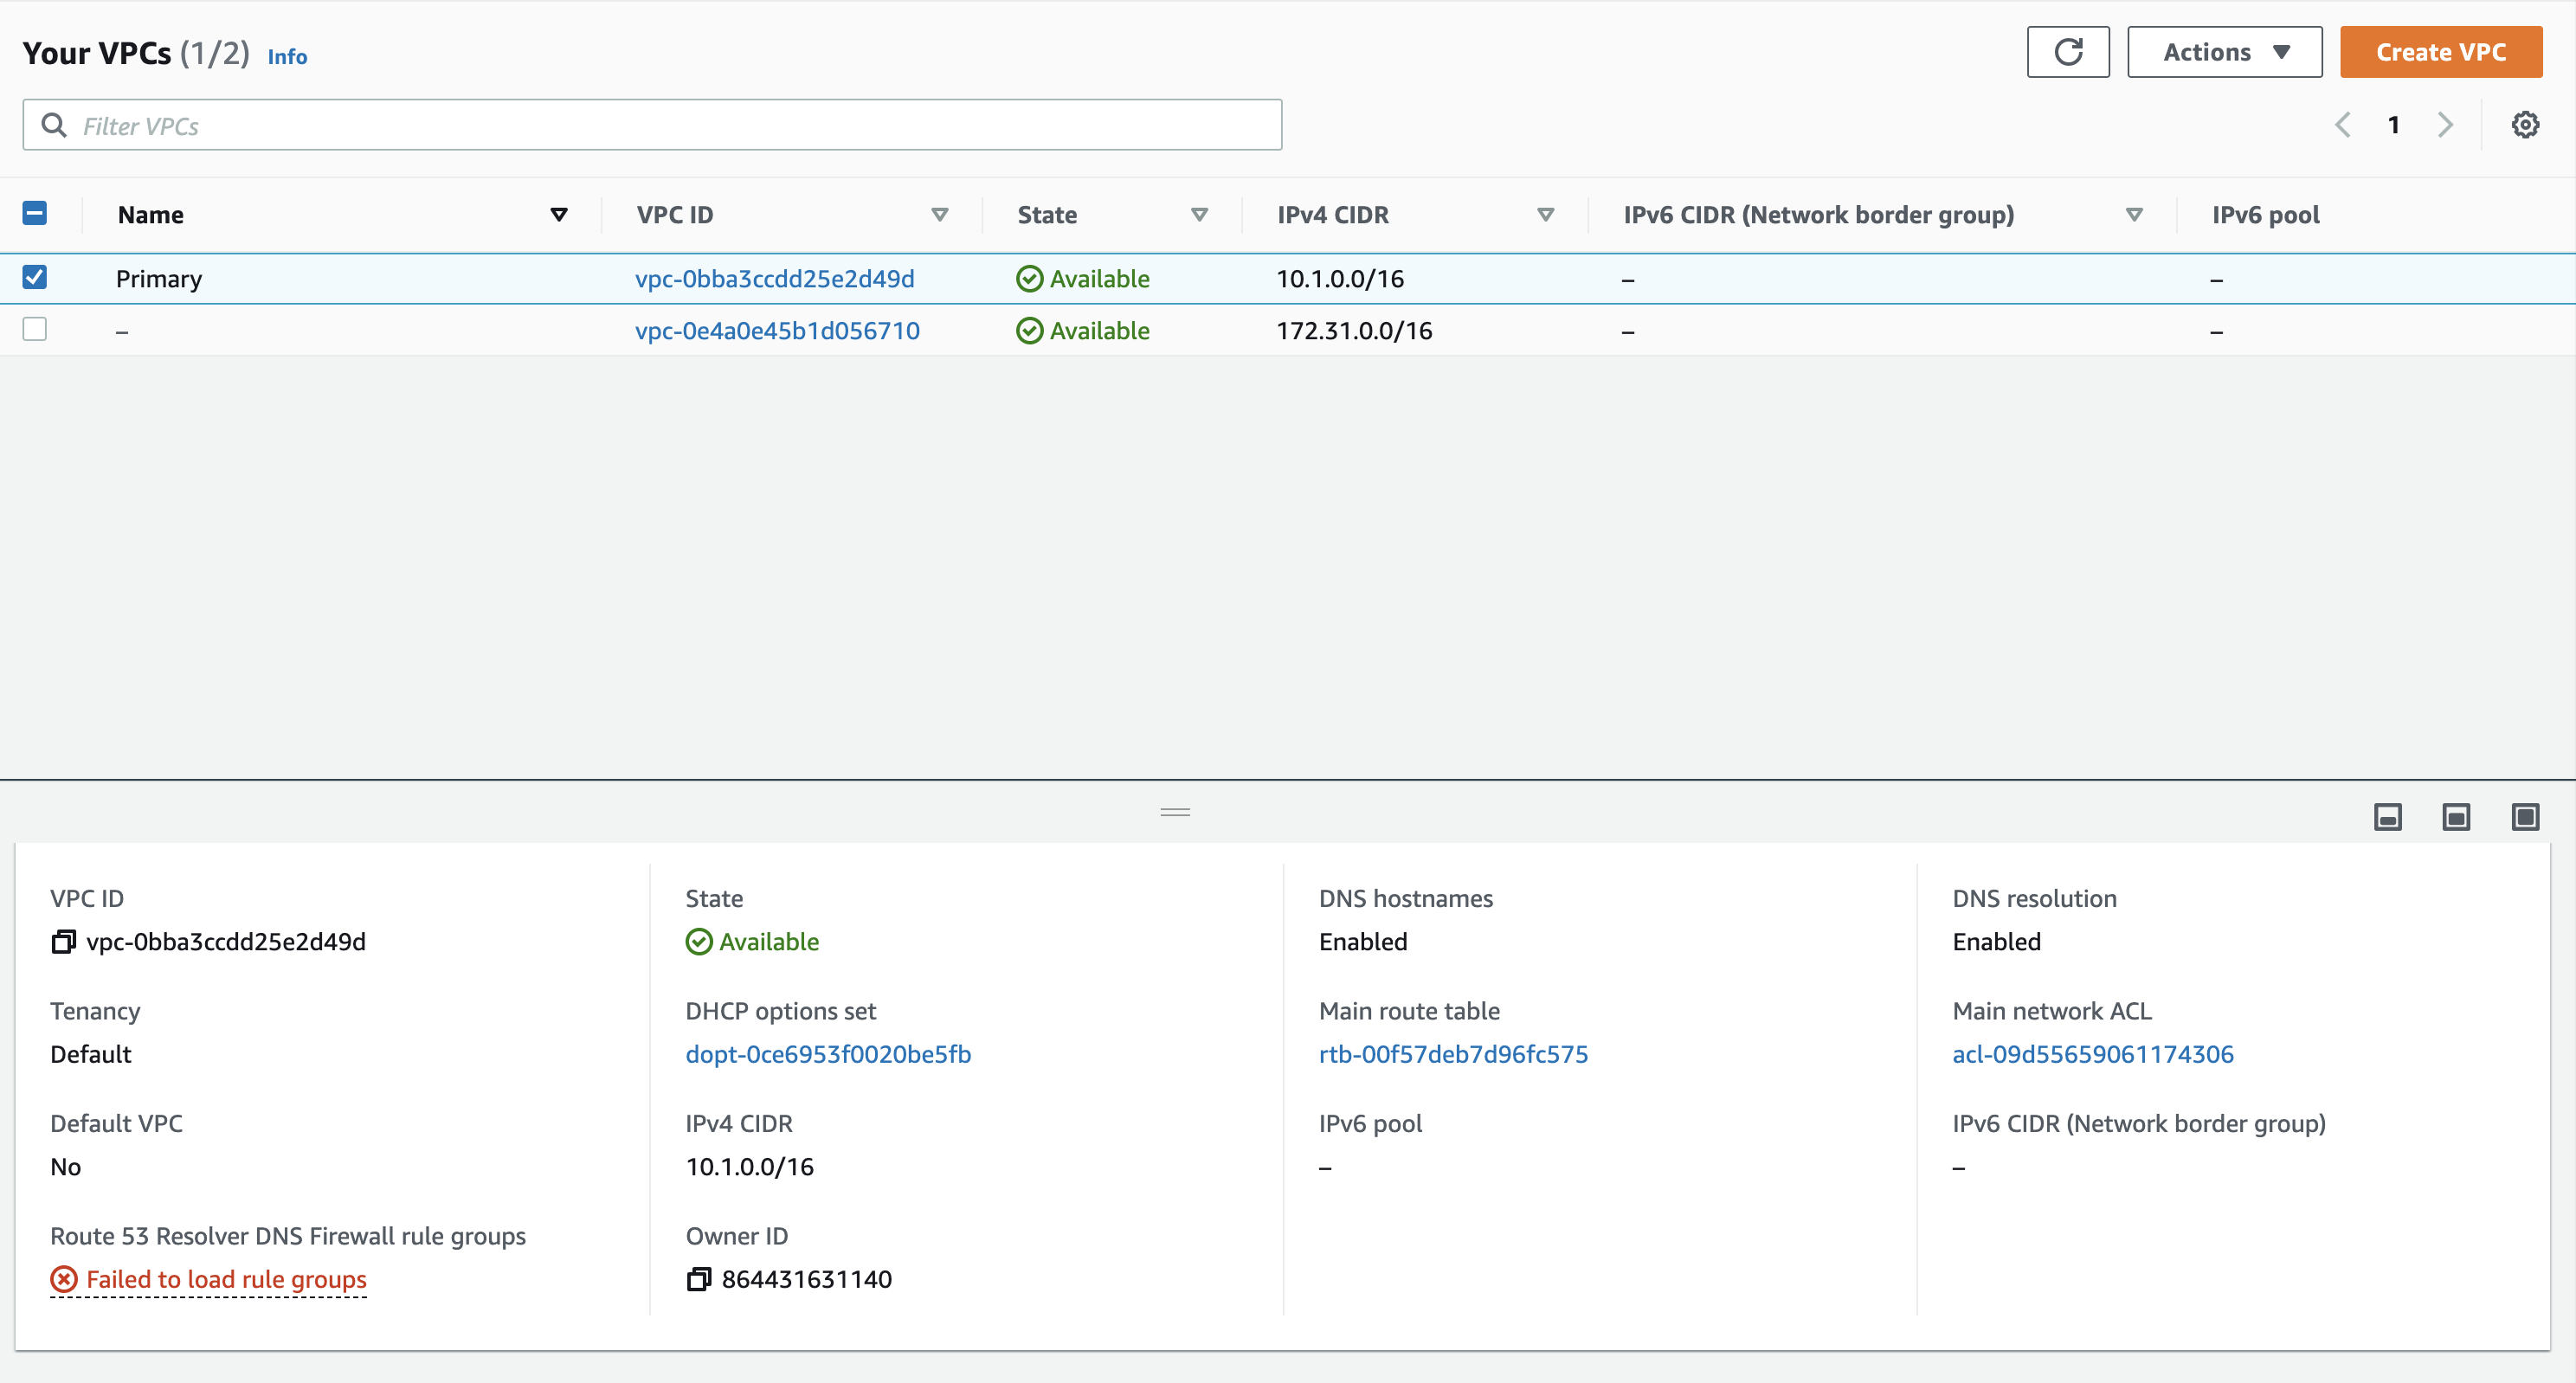 Your VPCs (1/2) Info
Actions
Create VPC
Filter VPCs
1
Name VPC ID State IPv4 CIDR IPv6 CIDR (Network border group) IPv6 pool
Primary vpc-0bba3ccdd25e2d49d Available 10.1.0.0/16 – –
– vpc-0e4a0e45b1d056710 Available 172.31.0.0/16 – –
VPC ID State DNS hostnames DNS resolution
vpc-0bba3ccdd25e2d49d Available Enabled Enabled
Tenancy DHCP options set Main route table Main network ACL
Default dopt-0ce6953f0020be5fb rtb-00f57deb7d96fc575 acl-09d55659061174306
Default VPC IPv4 CIDR IPv6 pool IPv6 CIDR (Network border group)
No 10.1.0.0/16 – –
Route 53 Resolver DNS Firewall rule groups Owner ID
Failed to load rule groups 864431631140